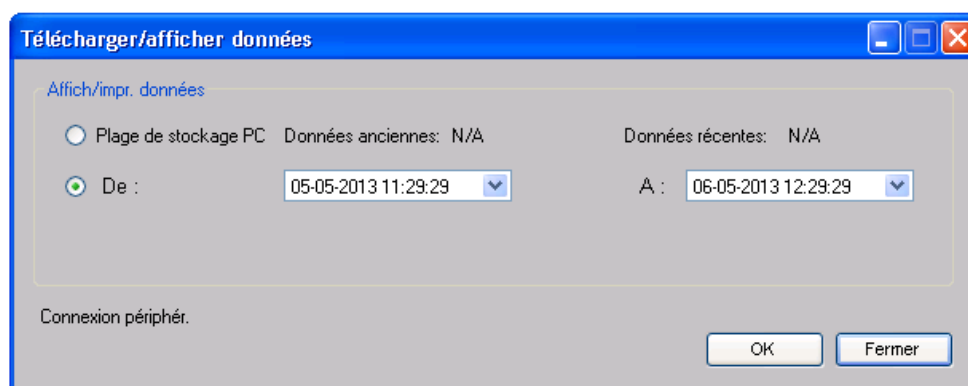 Télécharger/afficher données
Affich/impr. données
Plage de stockage PC Données anciennes: N/A Données récentes: N/A
De : 05-05-2013 11:29:29 A : 06-05-2013 12:29:29
Connexion périphér.
OK Fermer